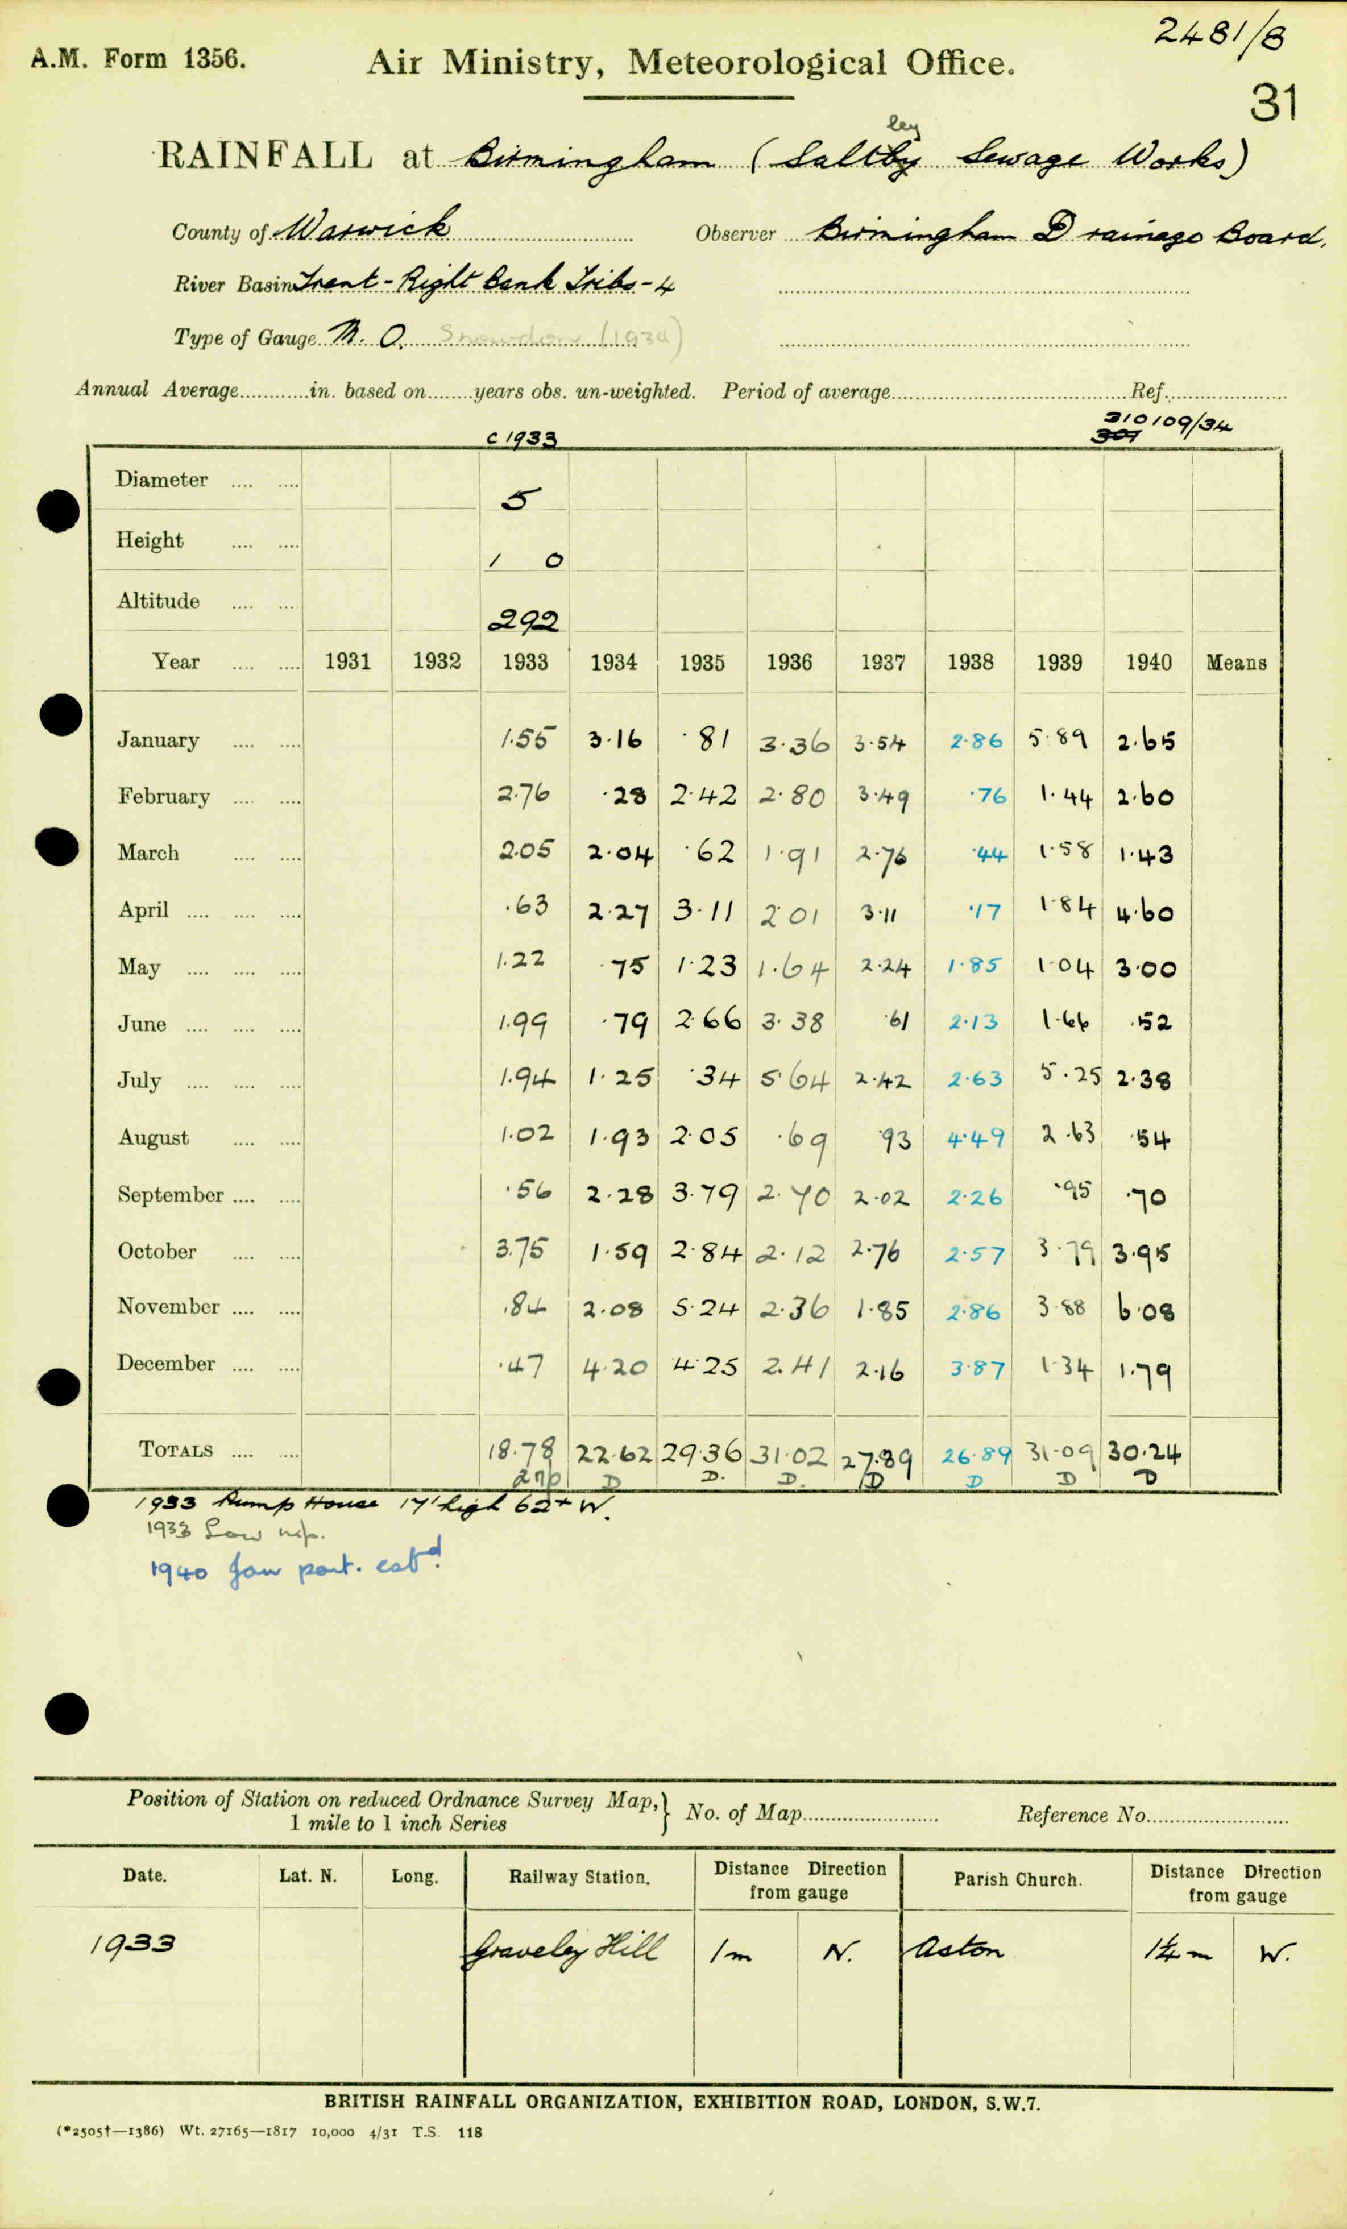 2481/8
A.M. Form 1356.
Air Ministry, Meteorological Office.
31
ley
RAINFALL at Birmingham (Saltby Sewage Works)
County of Warwick Observer Birmingham Drainage Board.
River Basin Trent - Right Bank Tribs - 4
Type of Gauge M. O. Snowdon (1934)
Annual Average in. based on years obs. un-weighted. Period of average Ref.
c 1933 310 109/34
307
Diameter 5
Height 1 0
Altitude 292
Year 1931 1932 1933 1934 1935 1936 1937 1938 1939 1940 Means
January 1.55 3.16 .81 3.36 3.54 2.86 5.89 2.65
February 2.76 .28 2.42 2.80 3.49 .76 1.44 2.60
March 2.05 2.04 .62 1.91 2.76 .44 1.58 1.43
April .63 2.27 3.11 2.01 3.11 .17 1.84 4.60
May 1.22 .75 1.23 1.64 2.24 1.85 1.04 3.00
June 1.99 .79 2.66 3.38 .61 2.13 1.66 .52
July 1.94 1.25 .34 5.64 2.42 2.63 5.25 2.38
August 1.02 1.93 2.05 .69 .93 4.49 2.63 .54
September .56 2.28 3.79 2.70 2.02 2.26 .95 .70
October 3.75 1.59 2.84 2.12 2.76 2.57 3.79 3.95
November .84 2.08 5.24 2.36 1.85 2.86 3.88 6.08
December .47 4.20 4.25 2.41 2.16 3.87 1.34 1.79
TOTALS 18.78 22.62 29.36 31.02 27.89 26.89 31.09 30.24
D D. D. D D D D
1933 Pump House 17' high 62+ W.
1933 Low
1940 Jan part. estd.
Position of Station on reduced Ordnance Survey Map, } No. of Map Reference No.
1 mile to 1 inch Series
Date. Lat. N. Long. Railway Station. Distance Direction from gauge Parish Church. Distance Direction from gauge
1933 Graveley Hill 1m N. Aston 1¼m W.
BRITISH RAINFALL ORGANIZATION, EXHIBITION ROAD, LONDON, S.W.7.
(*2505†—1386) Wt. 27165—1817 10,000 4/31 T.S. 118